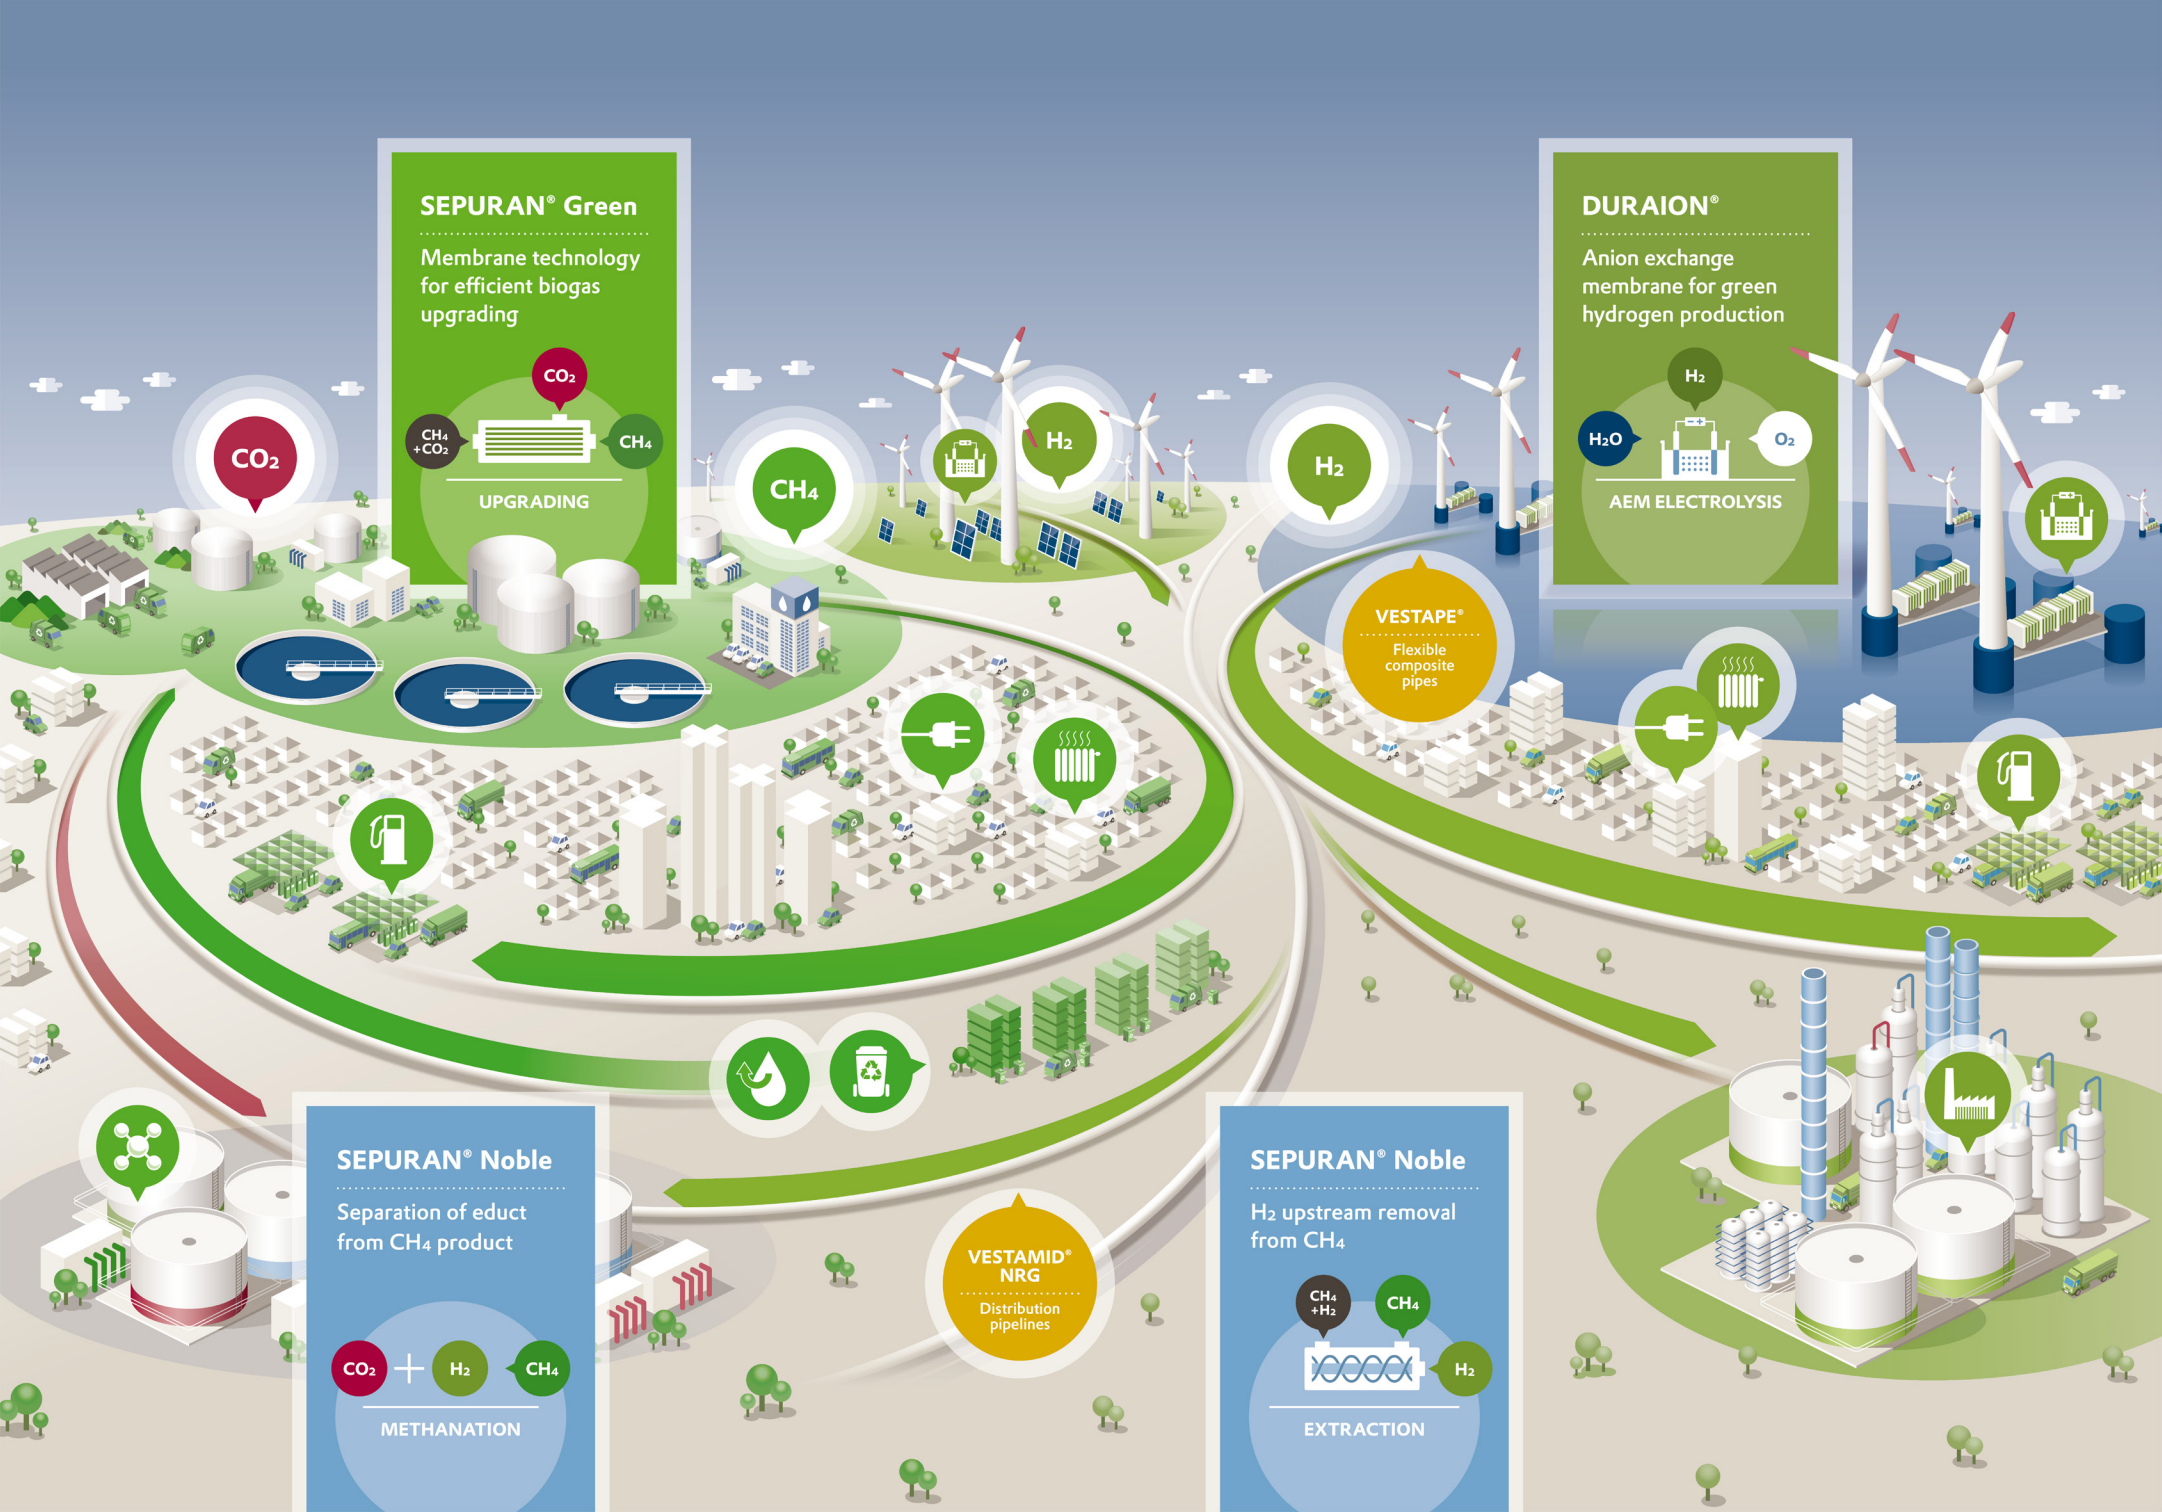 SEPURAN® Green
Membrane technology
for efficient biogas
upgrading
CO₂
CH₄
+CO₂
CH₄
UPGRADING
DURAION®
Anion exchange
membrane for green
hydrogen production
H₂
H₂O
O₂
AEM ELECTROLYSIS
CO₂
CH₄
H₂
H₂
VESTAPE®
Flexible
composite
pipes
SEPURAN® Noble
Separation of educt
from CH₄ product
CO₂ + H₂ CH₄
METHANATION
VESTAMID®
NRG
Distribution
pipelines
SEPURAN® Noble
H₂ upstream removal
from CH₄
CH₄
+H₂
CH₄
H₂
EXTRACTION